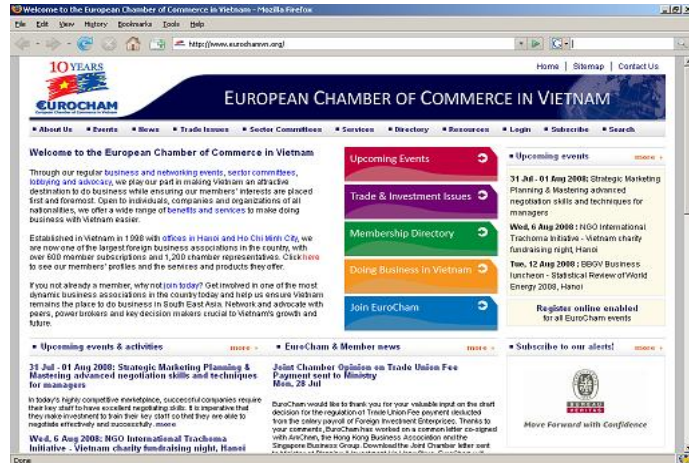 Welcome to the European Chamber of Commerce in Vietnam - Mozilla Firefox
File Edit View History Bookmarks Tools Help
http://www.eurochamvn.org/
10 YEARS
EUROCHAM
Home | Sitemap | Contact Us
EUROPEAN CHAMBER OF COMMERCE IN VIETNAM
About Us Events News Trade Issues Sector Committees Services Directory Resources Login Subscribe Search
Welcome to the European Chamber of Commerce in Vietnam
Through our regular business and networking events, sector committees,
lobbying and advocacy, we play our part in making Vietnam an attractive
destination to do business while ensuring our members' interests are placed
first and foremost. Open to individuals, companies and organizations of all
nationalities, we offer a wide range of benefits and services to make doing
business with Vietnam easier.
Established in Vietnam in 1998 with offices in Hanoi and Ho Chi Minh City, we
are now one of the largest foreign business associations in the country, with
over 600 member subscriptions and 1,200 chamber representatives. Click here
to see our members' profiles and the services and products they offer.
If you not already a member, why not join today? Get involved in one of the most
dynamic business associations in the country today and help us ensure Vietnam
remains the place to do business in South East Asia. Network and advocate with
peers, power brokers and key decision makers crucial to Vietnam's growth and
future.
Upcoming Events
Trade & Investment Issues
Membership Directory
Doing Business in Vietnam
Join EuroCham
Upcoming events more
31 Jul - 01 Aug 2008: Strategic Marketing
Planning & Mastering advanced
negotiation skills and techniques for
managers
Wed, 6 Aug 2008 : NGO International
Trachoma Initiative - Vietnam charity
fundraising night, Hanoi
Tue, 12 Aug 2008 : BBGV Business
luncheon - Statistical Review of World
Energy 2008, Hanoi
Register online enabled
for all EuroCham events
Upcoming events & activities more
31 Jul - 01 Aug 2008: Strategic Marketing Planning &
Mastering advanced negotiation skills and techniques
for managers
In today's highly competitive marketplace, successful companies require
their key staff to have excellent negotiating skills. It is imperative that
they make investment to train their key staff so that they are able to
negotiate effectively and successfully. more
Wed, 6 Aug 2008: NGO International Trachoma
Initiative - Vietnam charity fundraising night, Hanoi
EuroCham & Member news more
Joint Chamber Opinion on Trade Union Fee
Payment sent to Ministry
Mon, 28 Jul
EuroCham would like to thank you for your valuable input on the draft
decision for the regulation of Trade Union Fee payment deducted
from the salary payroll of Foreign Investment Enterprises. Thanks to
your comments, EuroCham has worked on a common letter co-signed
with AmCham, the Hong Kong Business Association and the
Singapore Business Group. Download the Joint Chamber letter sent
Subscribe to our alerts! more
BUREAU
VERITAS
Move Forward with Confidence
Done